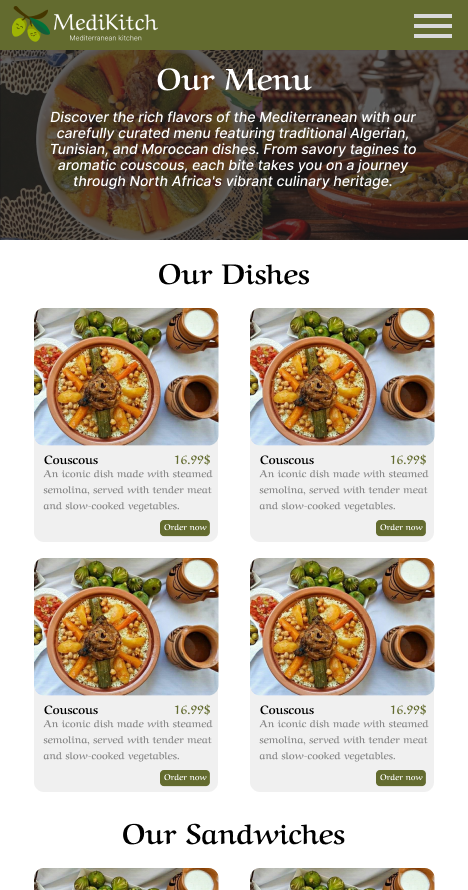 MediKitch
Mediterranean kitchen
Our Menu
Discover the rich flavors of the Mediterranean with our
carefully curated menu featuring traditional Algerian,
Tunisian, and Moroccan dishes. From savory tagines to
aromatic couscous, each bite takes you on a journey
through North Africa's vibrant culinary heritage.
Our Dishes
Couscous 16.99$
An iconic dish made with steamed
semolina, served with tender meat
and slow-cooked vegetables.
Order now
Couscous 16.99$
An iconic dish made with steamed
semolina, served with tender meat
and slow-cooked vegetables.
Order now
Couscous 16.99$
An iconic dish made with steamed
semolina, served with tender meat
and slow-cooked vegetables.
Order now
Couscous 16.99$
An iconic dish made with steamed
semolina, served with tender meat
and slow-cooked vegetables.
Order now
Our Sandwiches